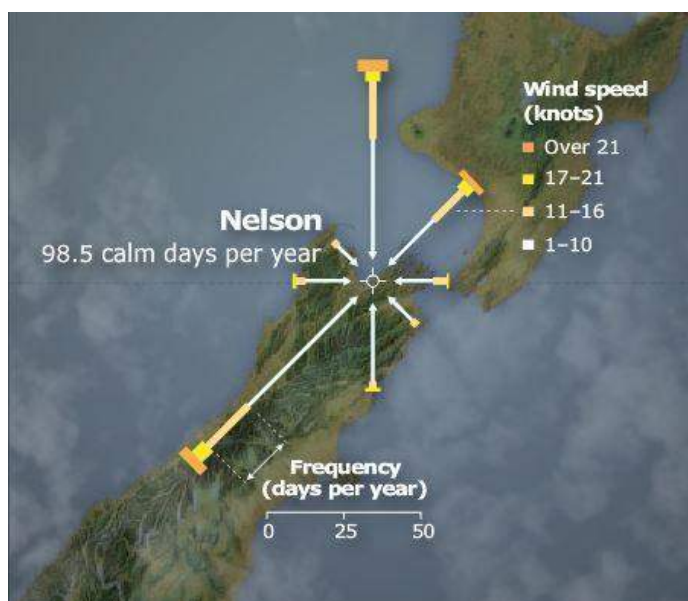 Wind speed
(knots)
Over 21
17–21
11–16
1–10
Nelson
98.5 calm days per year
Frequency
(days per year)
0 25 50